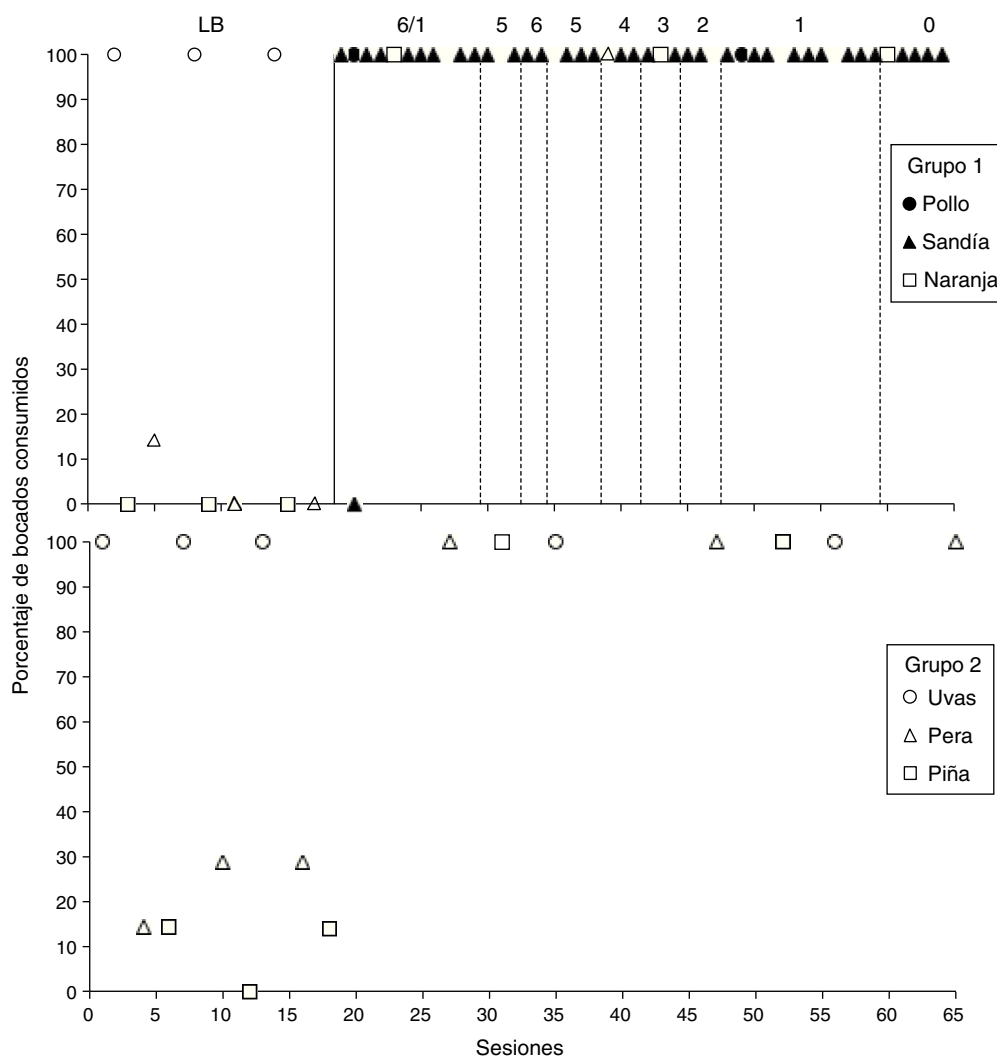 LB 6/1 5 6 5 4 3 2 1 0
100
90
80
70
60
50
40
30
20
10
0
Grupo 1
Pollo
Sandía
Naranja
Porcentaje de bocados consumidos
100
90
80
70
60
50
40
30
20
10
0
Grupo 2
Uvas
Pera
Piña
0 5 10 15 20 25 30 35 40 45 50 55 60 65
Sesiones